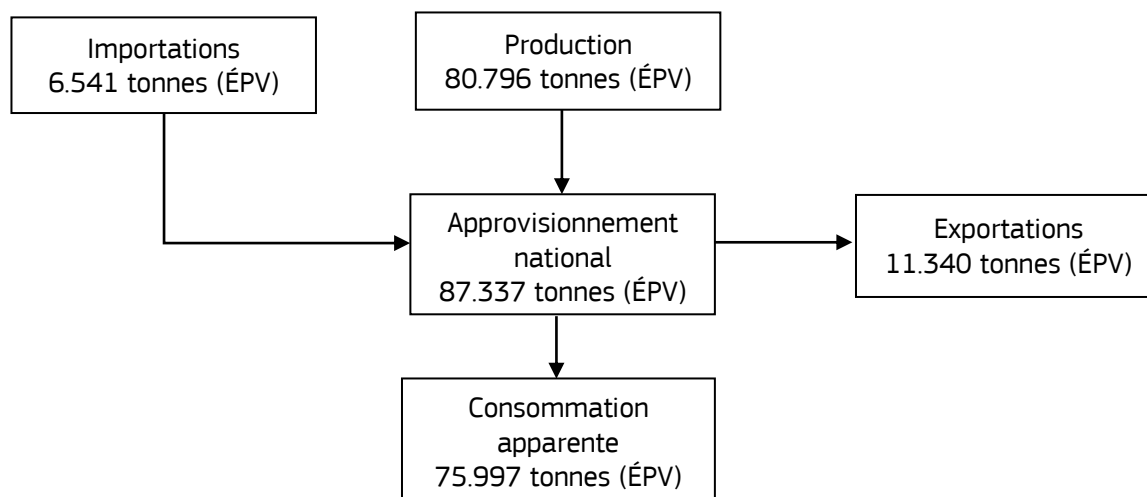 Importations
6.541 tonnes (ÉPV)
Production
80.796 tonnes (ÉPV)
Approvisionnement
national
87.337 tonnes (ÉPV)
Exportations
11.340 tonnes (ÉPV)
Consommation
apparente
75.997 tonnes (ÉPV)